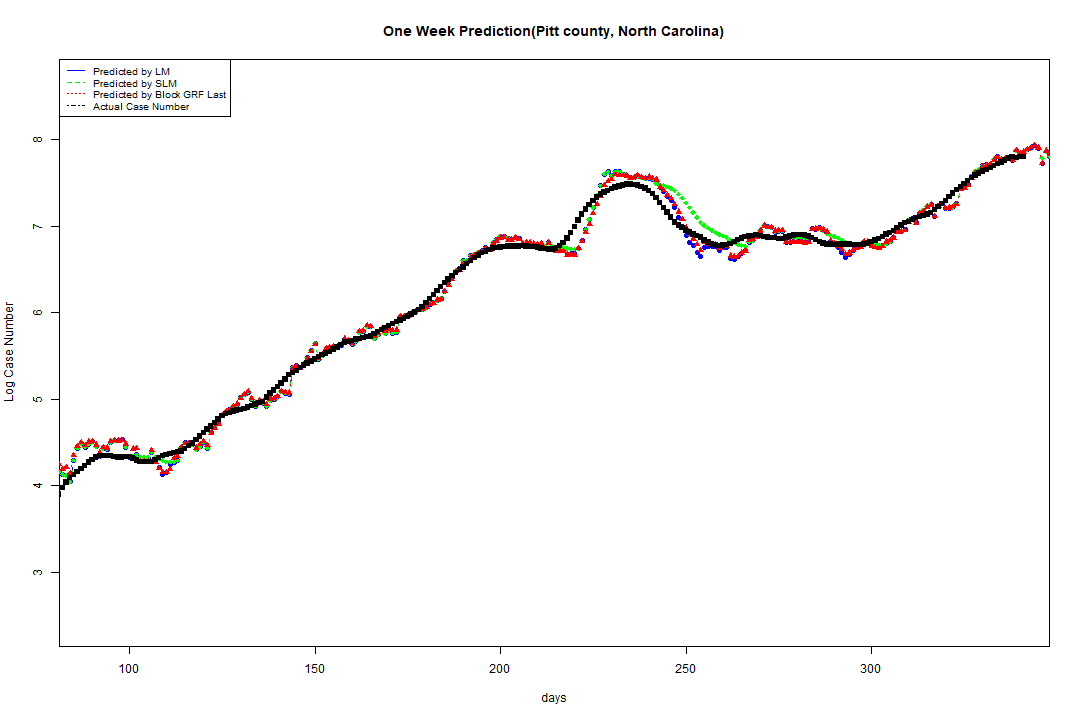 One Week Prediction(Pitt county, North Carolina)
Predicted by LM
Predicted by SLM
Predicted by Block GRF Last
Actual Case Number
8
7
6
5
4
3
Log Case Number
100 150 200 250 300
days